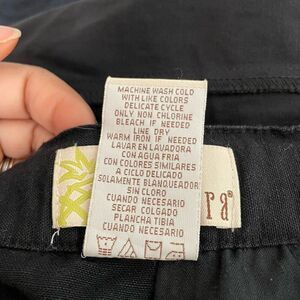 MACHINE WASH COLD
WITH LIKE COLORS
DELICATE CYCLE
ONLY NON CHLORINE
BLEACH IF NEEDED
LINE DRY
WARM IRON IF NEEDED
LAVAR EN LAVADORA
CON AGUA FRIA
CON COLORES SIMILARES
A CICLO DELICADO
SOLAMENTE BLANQUEADOR
SIN CLORO
CUANDO NECESARIO
SECAR COLGADO
PLANCHA TIBIA
CUANDO NECESARIO
ra®